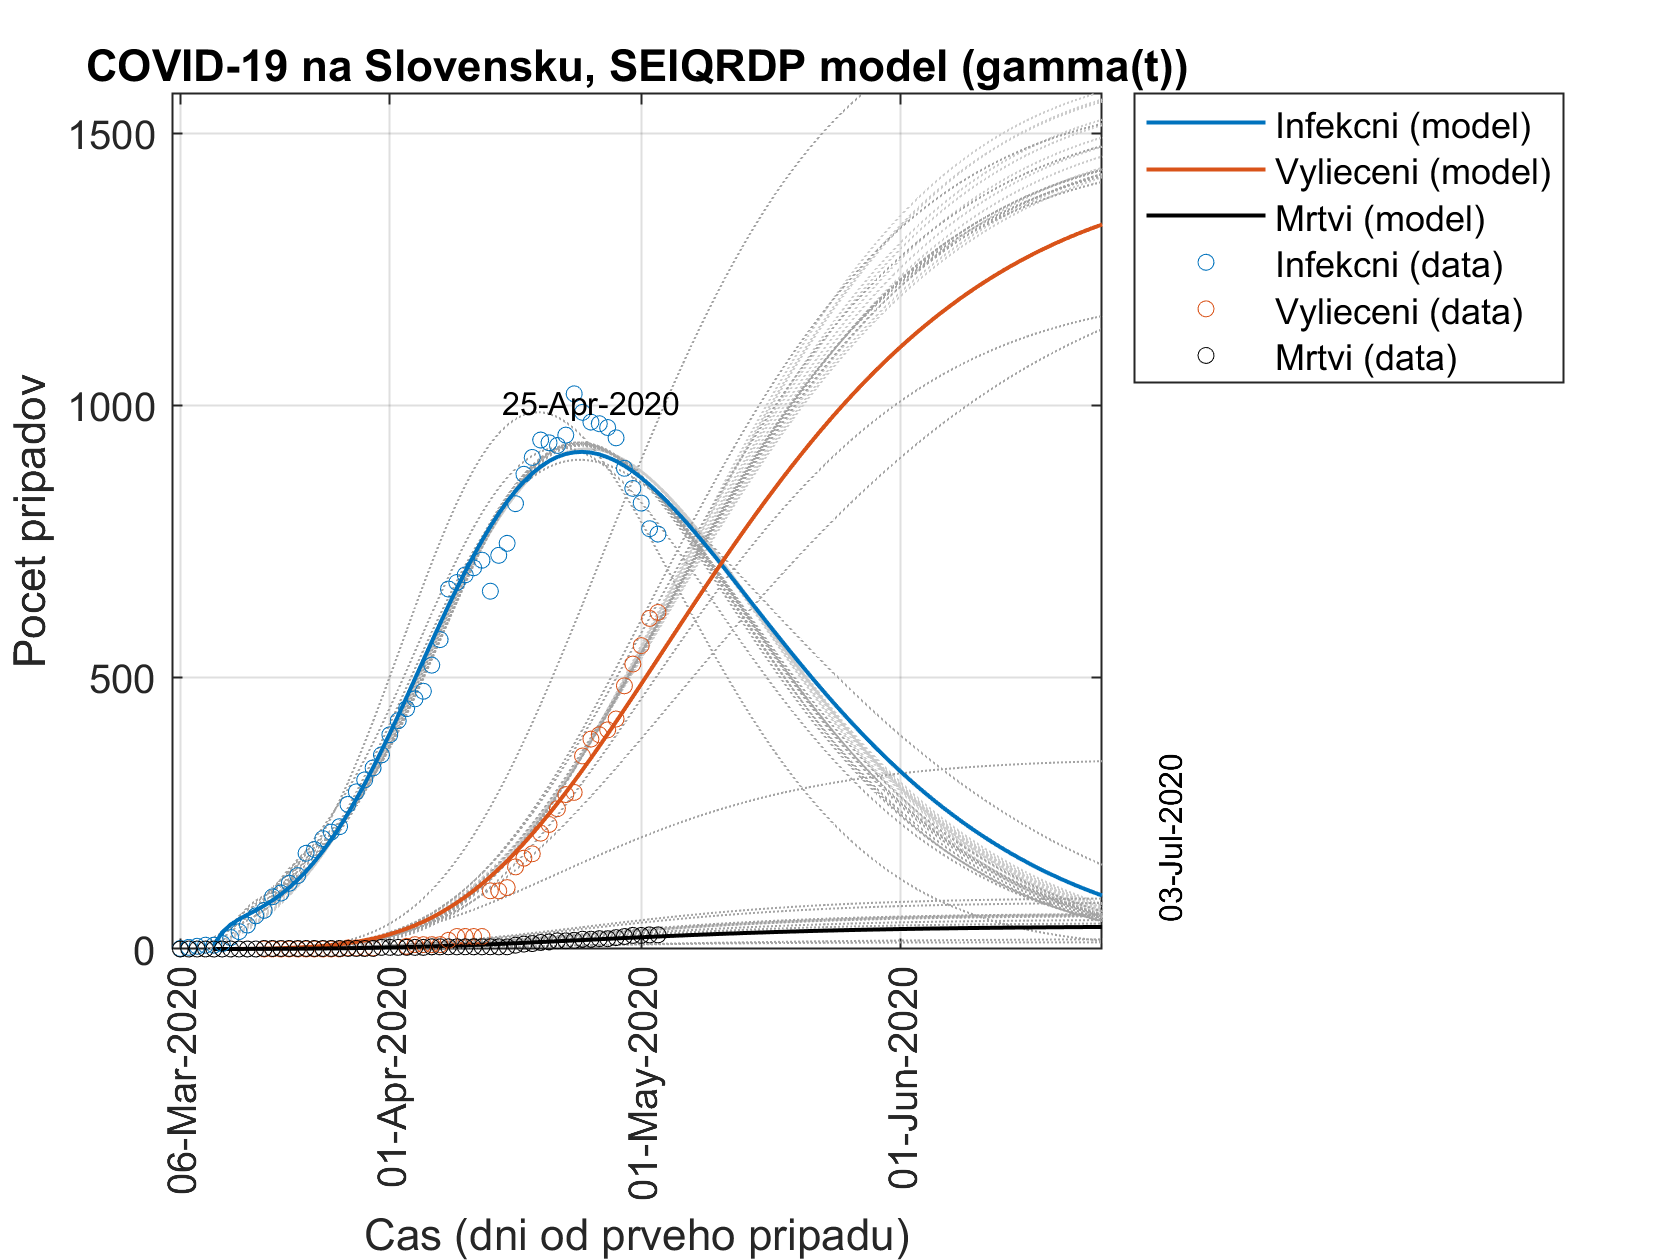 COVID-19 na Slovensku, SEIQRDP model (gamma(t))
Infekcni (model)
Vylieceni (model)
Mrtvi (model)
Infekcni (data)
Vylieceni (data)
Mrtvi (data)
Pocet pripadov
1500
1000
500
0
25-Apr-2020
03-Jul-2020
06-Mar-2020
01-Apr-2020
01-May-2020
01-Jun-2020
Cas (dni od prveho pripadu)